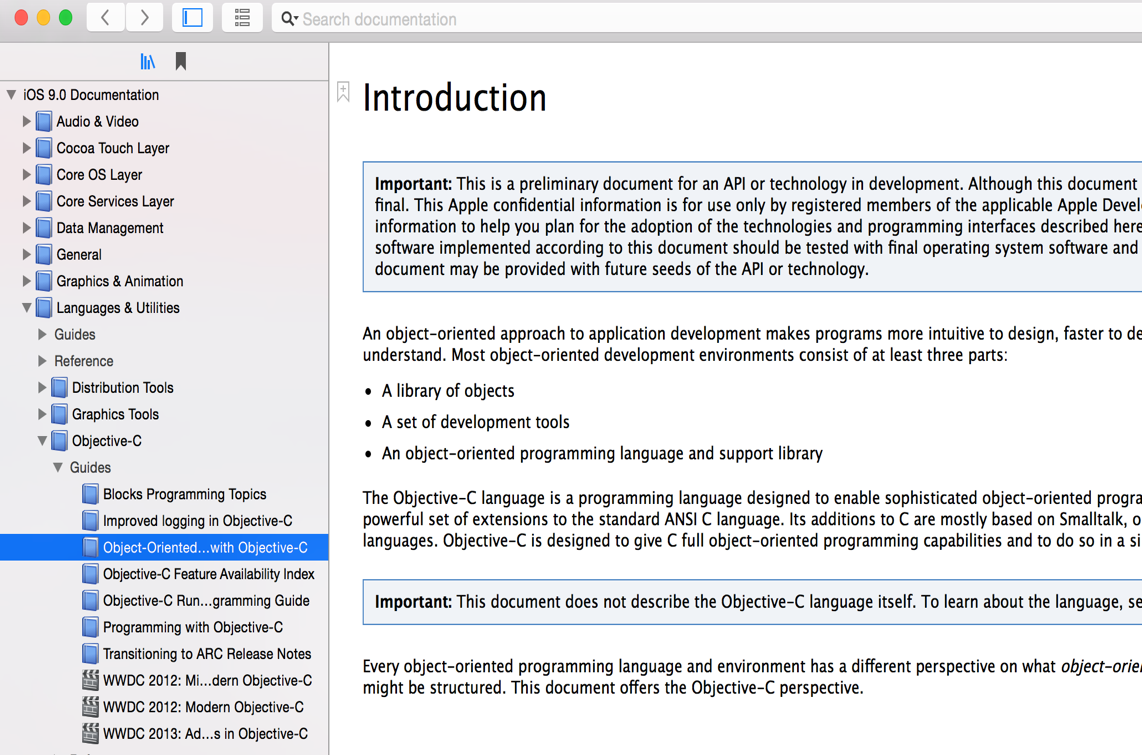 Search documentation
iOS 9.0 Documentation
Audio & Video
Cocoa Touch Layer
Core OS Layer
Core Services Layer
Data Management
General
Graphics & Animation
Languages & Utilities
Guides
Reference
Distribution Tools
Graphics Tools
Objective-C
Guides
Blocks Programming Topics
Improved logging in Objective-C
Object-Oriented...with Objective-C
Objective-C Feature Availability Index
Objective-C Run...gramming Guide
Programming with Objective-C
Transitioning to ARC Release Notes
WWDC 2012: Mi...dern Objective-C
WWDC 2012: Modern Objective-C
WWDC 2013: Ad...s in Objective-C
Introduction
Important: This is a preliminary document for an API or technology in development. Although this document
final. This Apple confidential information is for use only by registered members of the applicable Apple Devel
information to help you plan for the adoption of the technologies and programming interfaces described here
software implemented according to this document should be tested with final operating system software and
document may be provided with future seeds of the API or technology.
An object-oriented approach to application development makes programs more intuitive to design, faster to de
understand. Most object-oriented development environments consist of at least three parts:
• A library of objects
• A set of development tools
• An object-oriented programming language and support library
The Objective-C language is a programming language designed to enable sophisticated object-oriented progra
powerful set of extensions to the standard ANSI C language. Its additions to C are mostly based on Smalltalk, o
languages. Objective-C is designed to give C full object-oriented programming capabilities and to do so in a si
Important: This document does not describe the Objective-C language itself. To learn about the language, se
Every object-oriented programming language and environment has a different perspective on what object-orie
might be structured. This document offers the Objective-C perspective.